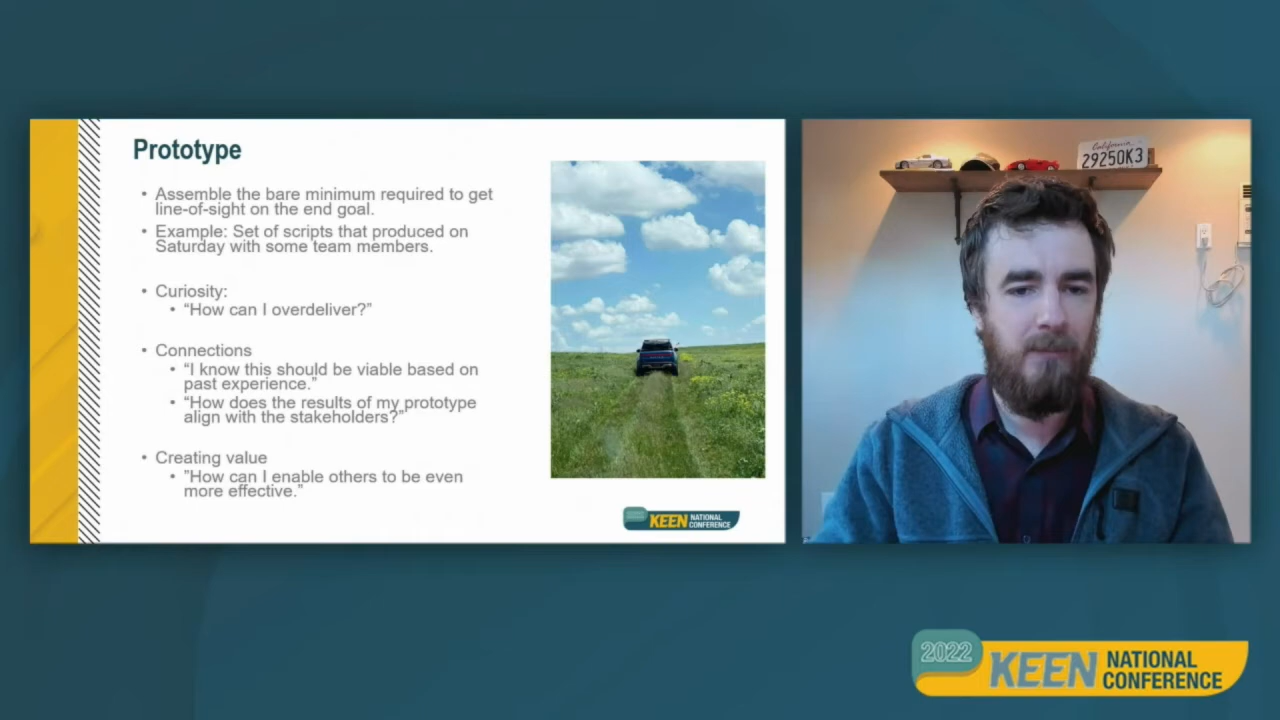 Prototype
• Assemble the bare minimum required to get
line-of-sight on the end goal.
• Example: Set of scripts that produced on
Saturday with some team members.
• Curiosity:
• “How can I overdeliver?”
• Connections
• “I know this should be viable based on
past experience.”
• “How does the results of my prototype
align with the stakeholders?”
• Creating value
• ”How can I enable others to be even
more effective.”
KEEN NATIONAL
CONFERENCE
California
29250K3
2022
KEEN NATIONAL
CONFERENCE